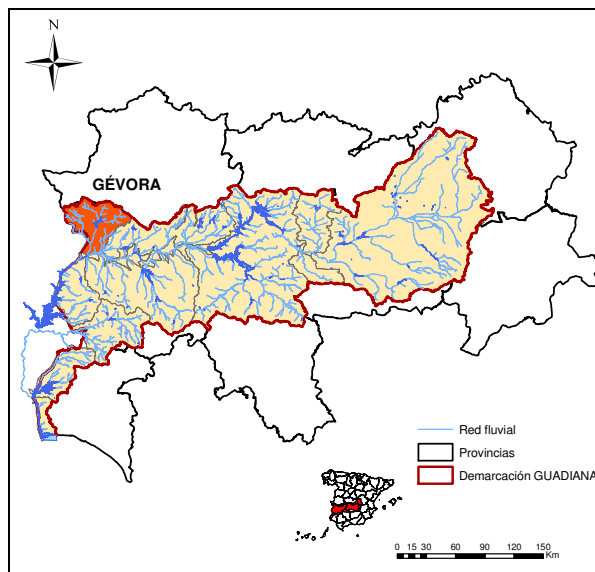 N
GÉVORA
Red fluvial
Provincias
Demarcación GUADIANA
0 15 30 60 90 120 150
Km